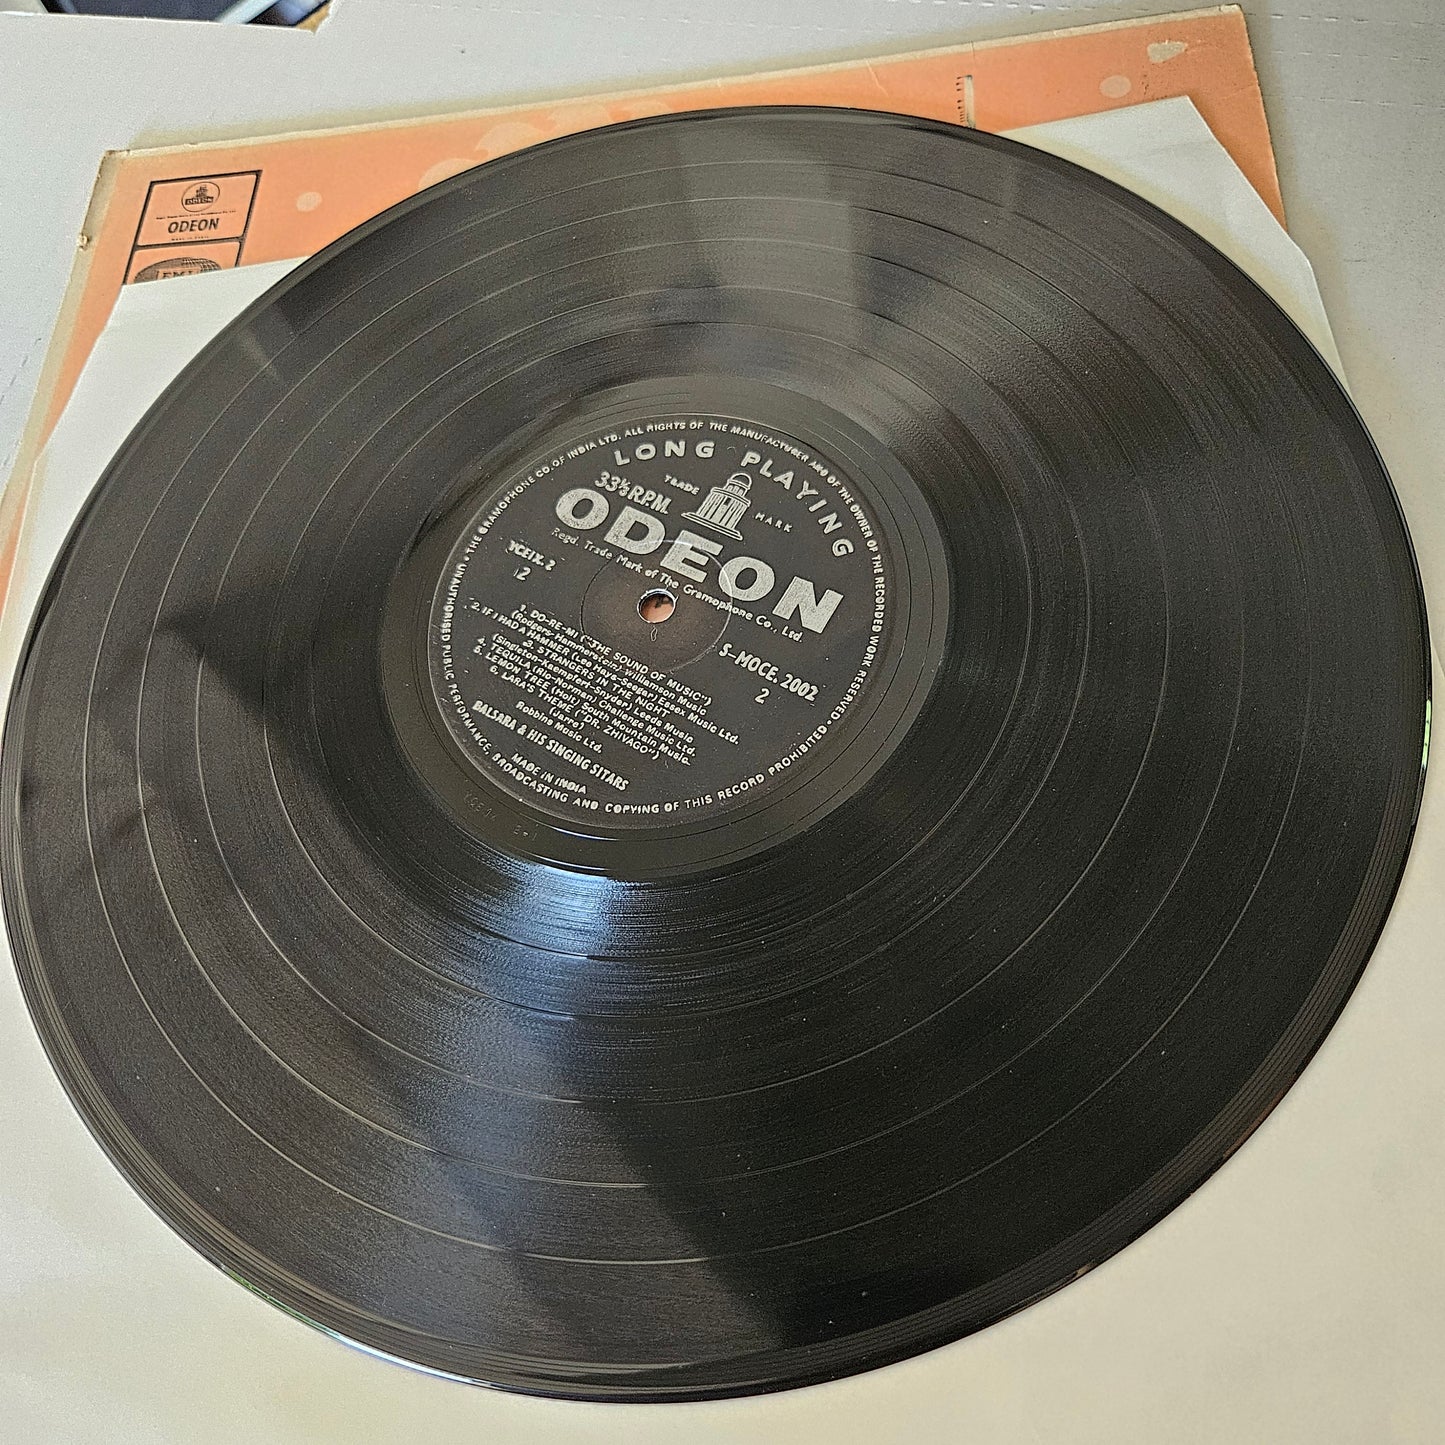 ODEON
ODEON
EMI
THE GRAMOPHONE CO. OF INDIA LTD. ALL RIGHTS OF THE MANUFACTURER AND OF THE OWNER OF THE RECORDED WORK RESERVED • UNAUTHORISED PUBLIC PERFORMANCE, BROADCASTING AND COPYING OF THIS RECORD PROHIBITED •
LONG PLAYING
33⅓ R.P.M.
TRADE MARK
ODEON
Regd. Trade Mark of The Gramophone Co., Ltd.
YCEIX. 2
2
S-MOCE. 2002
2
1. DO-RE-MI ("THE SOUND OF MUSIC")
(Rodgers-Hammerstein) Williamson Music
2. IF I HAD A HAMMER (Lee Hays-Seeger) Essex Music Ltd.
3. STRANGERS IN THE NIGHT
(Singleton-Kaempfert-Snyder) Leeds Music
4. TEQUILA (Rio-Norman) Challenge Music Ltd.
5. LEMON TREE (Holt) South Mountain Music
6. LARA'S THEME ("DR. ZHIVAGO")
(Jarre)
Robbins Music Ltd.
BALSARA & HIS SINGING SITARS
MADE IN INDIA